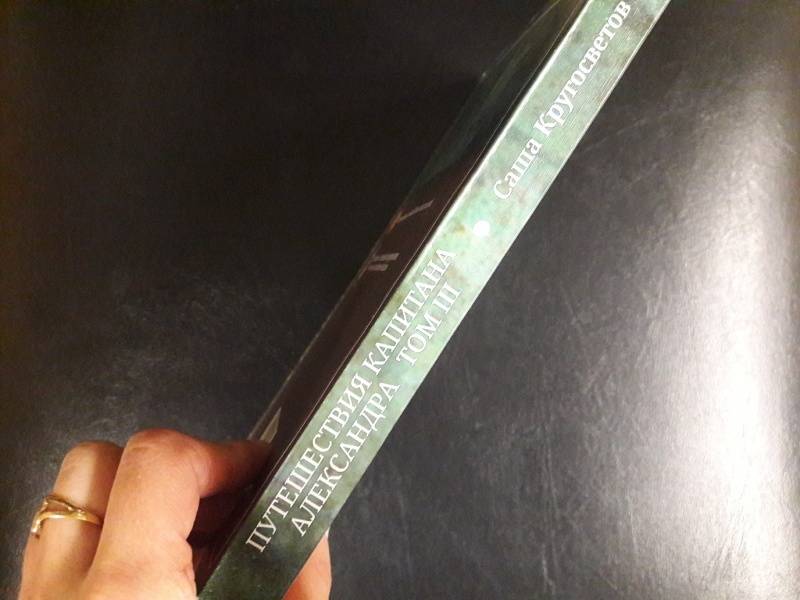 ПУТЕШЕСТВИЯ КАПИТАНА
АЛЕКСАНДРА ТОМ III
Саша Кругосветов